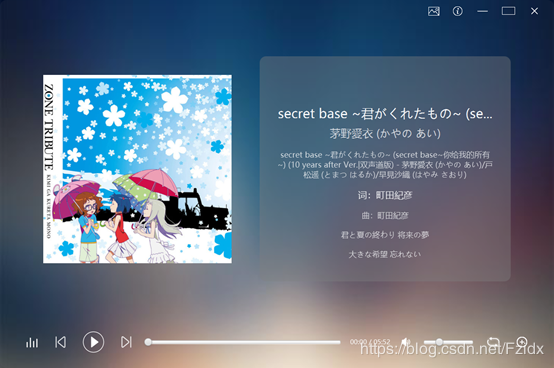 ZONE TRIBUTE
KIMI GA KURETA MONO
secret base ~君がくれたもの~ (se...
茅野愛衣 (かやの あい)
secret base ~君がくれたもの~ (secret base~你给我的所有
~) (10 years after Ver.)[双声道版] - 茅野愛衣 (かやの あい)/戸
松遥 (とまつ はるか)/早見沙織 (はやみ さおり)
词：町田紀彦
曲：町田紀彦
君と夏の終わり 将来の夢
大きな希望 忘れない
00:00 / 05:52
https://blog.csdn.net/Fzldx